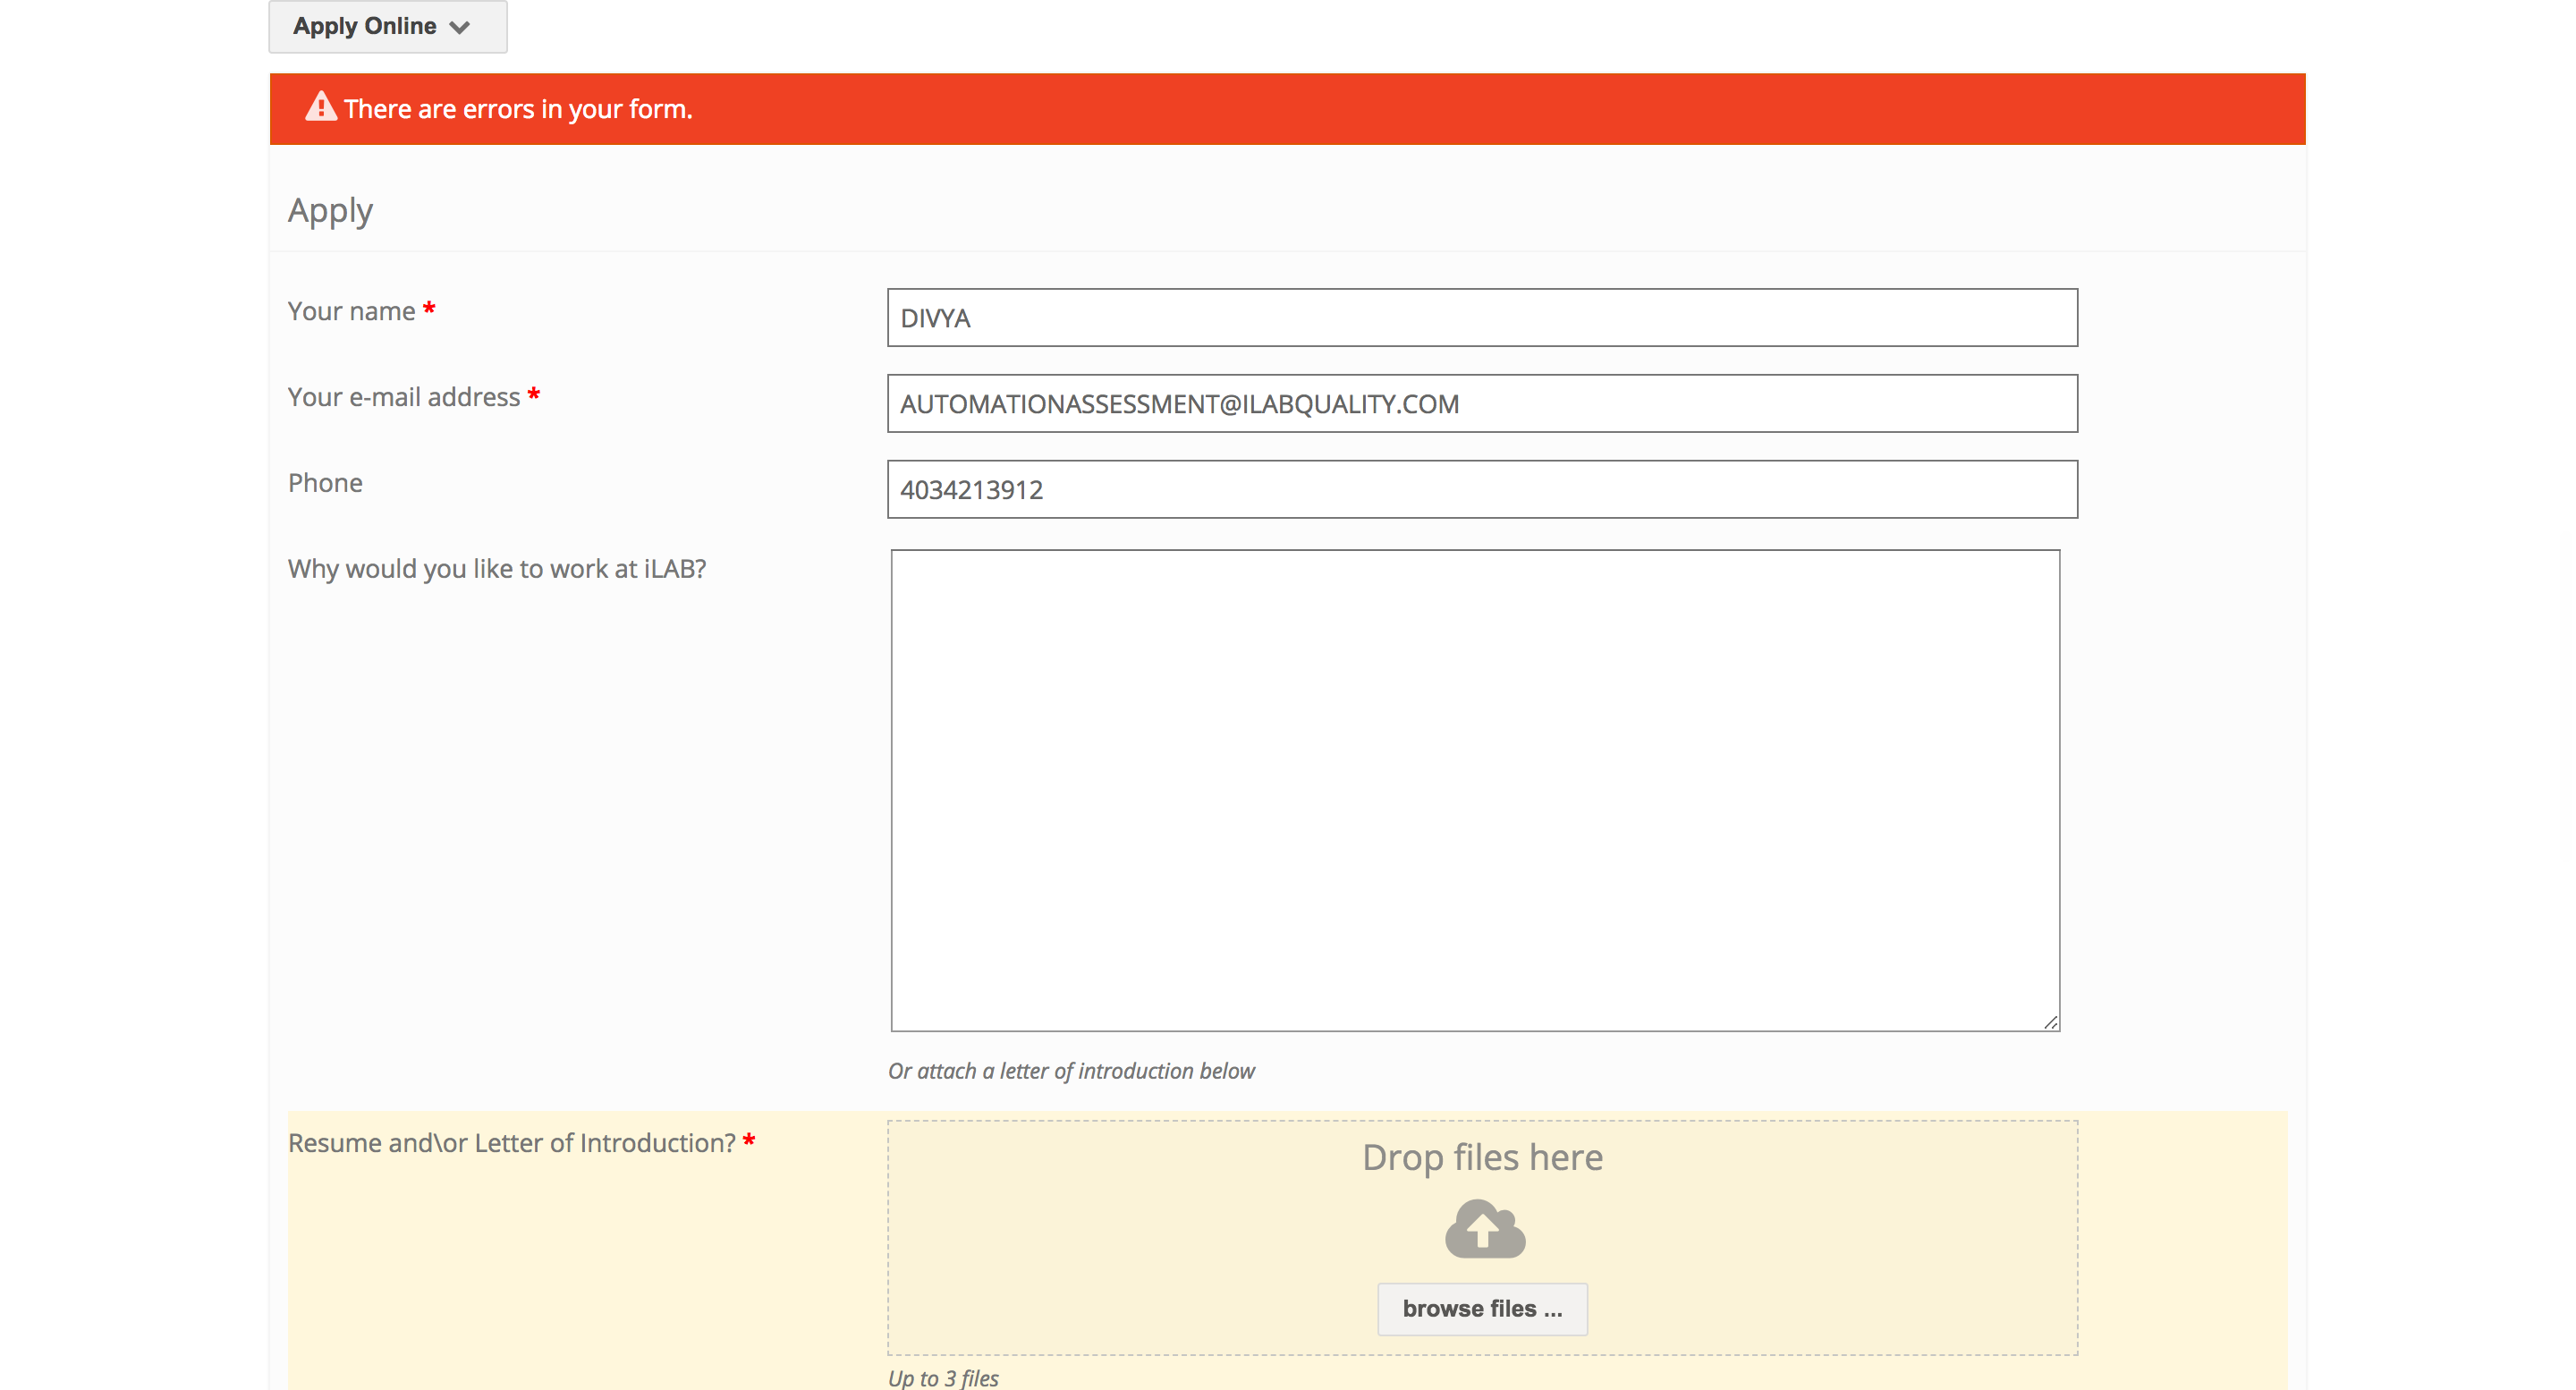 Apply Online
There are errors in your form.
Apply
Your name *
DIVYA
Your e-mail address *
AUTOMATIONASSESSMENT@ILABQUALITY.COM
Phone
4034213912
Why would you like to work at iLAB?
Or attach a letter of introduction below
Resume and\or Letter of Introduction? *
Drop files here
browse files ...
Up to 3 files